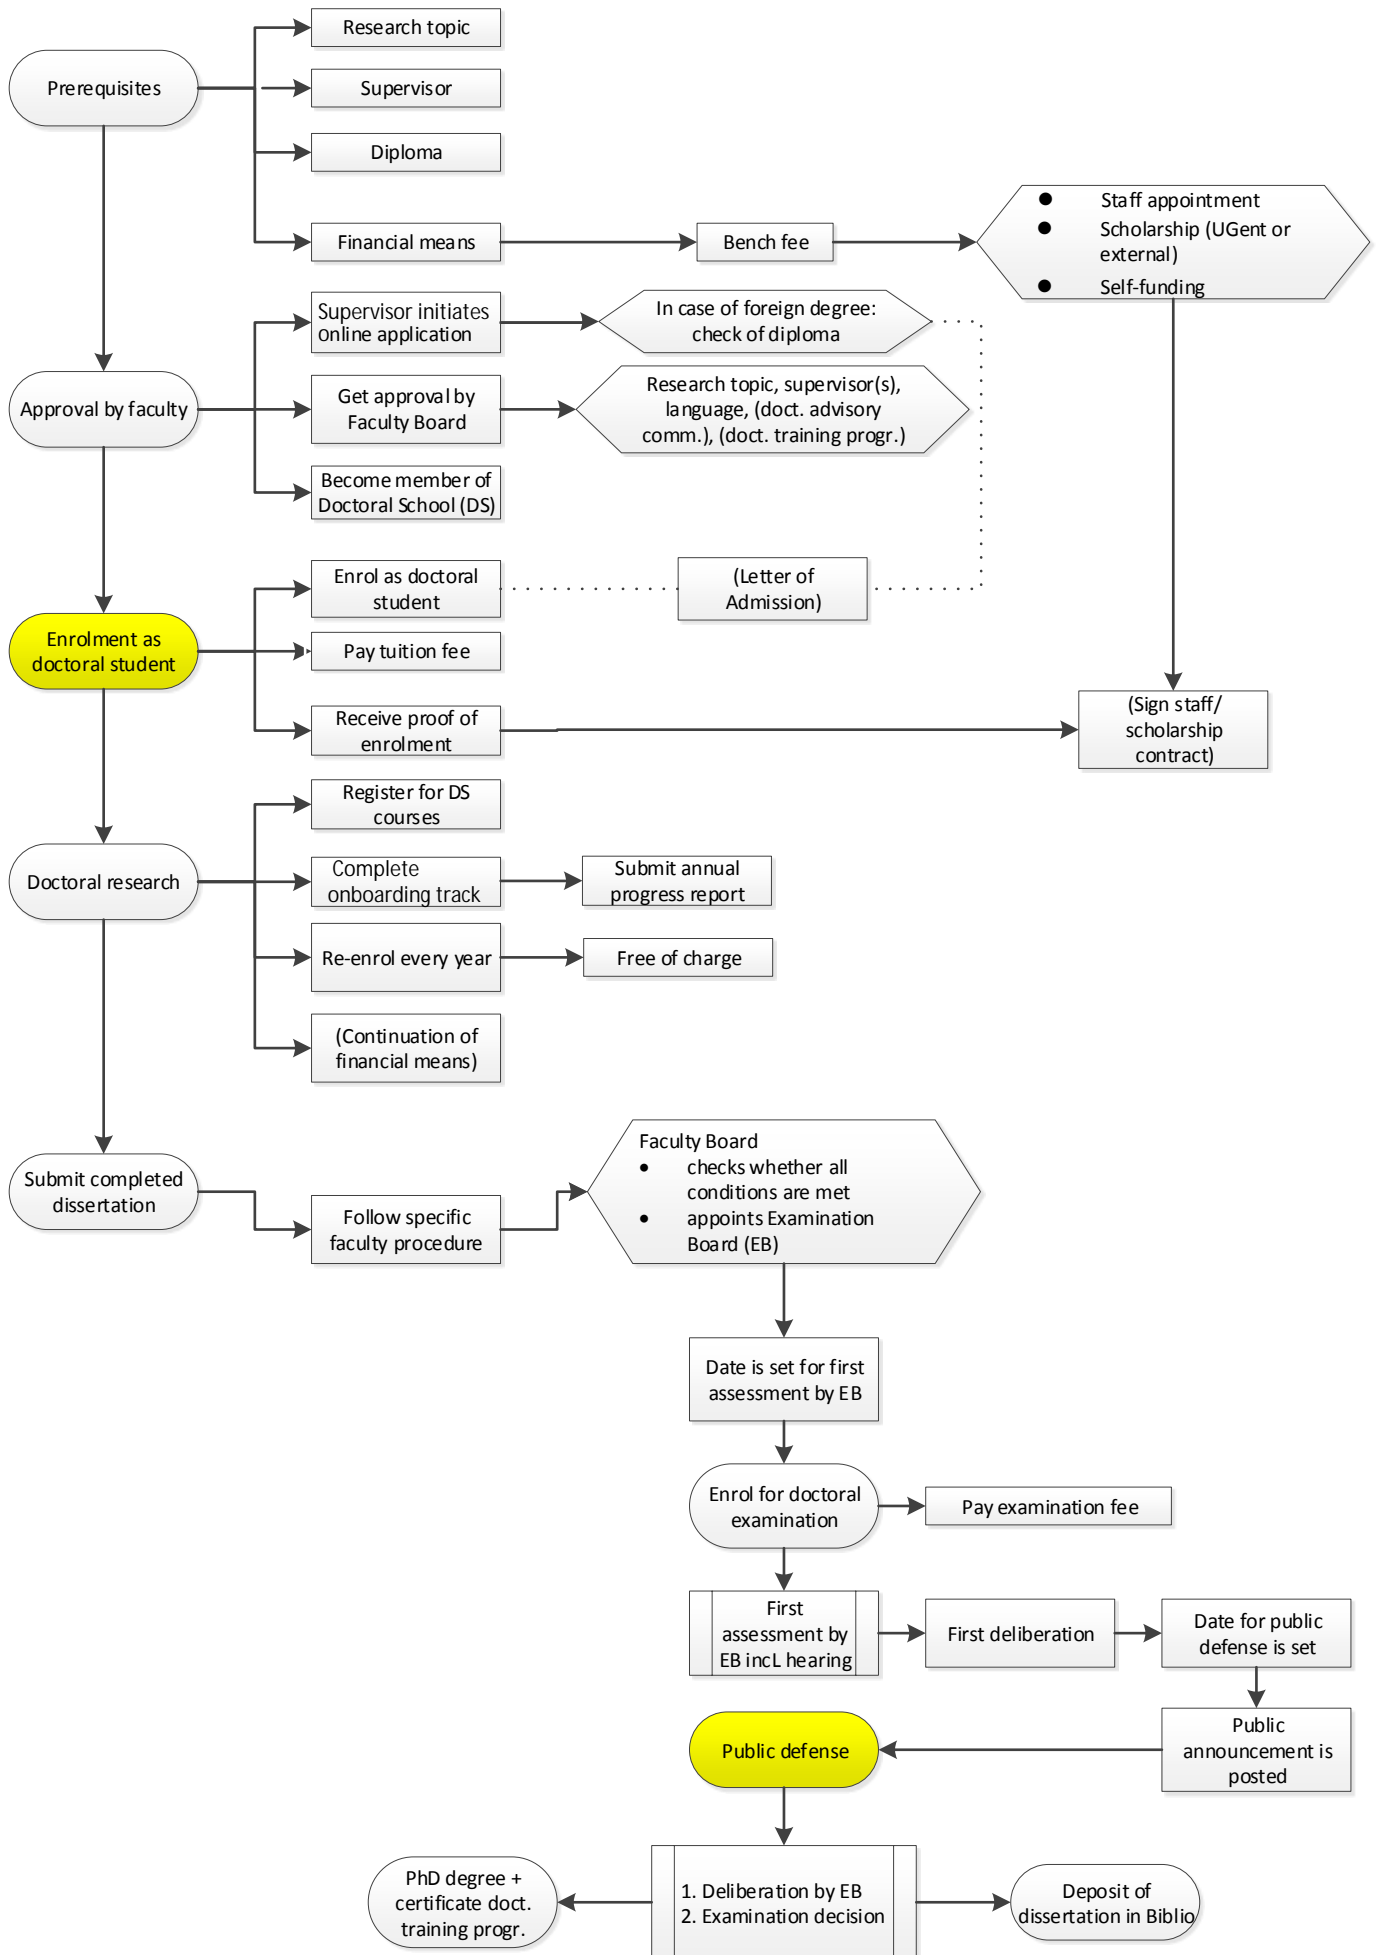 Research topic
Prerequisites
Supervisor
Diploma
Financial means
Bench fee
● Staff appointment
● Scholarship (UGent or
external)
● Self-funding
Supervisor initiates
Online application
In case of foreign degree:
check of diploma
Approval by faculty
Get approval by
Faculty Board
Research topic, supervisor(s),
language, (doct. advisory
comm.), (doct. training progr.)
Become member of
Doctoral School (DS)
Enrol as doctoral
student
(Letter of
Admission)
Enrolment as
doctoral student
Pay tuition fee
Receive proof of
enrolment
(Sign staff/
scholarship
contract)
Register for DS
courses
Doctoral research
Complete
onboarding track
Submit annual
progress report
Re-enrol every year
Free of charge
(Continuation of
financial means)
Submit completed
dissertation
Follow specific
faculty procedure
Faculty Board
● checks whether all
conditions are met
● appoints Examination
Board (EB)
Date is set for first
assessment by EB
Enrol for doctoral
examination
Pay examination fee
First
assessment by
EB incL hearing
First deliberation
Date for public
defense is set
Public defense
Public
announcement is
posted
PhD degree +
certificate doct.
training progr.
1. Deliberation by EB
2. Examination decision
Deposit of
dissertation in Biblio